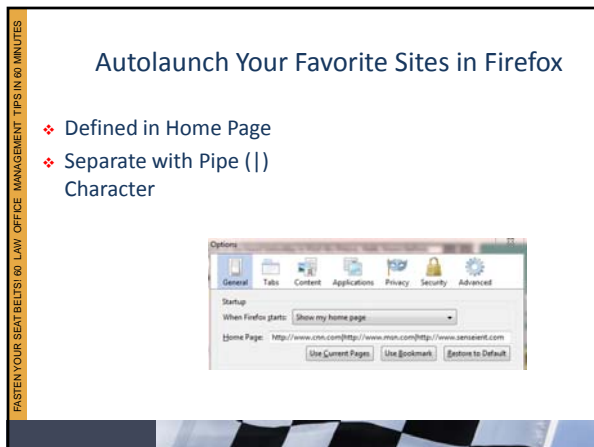 FASTEN YOUR SEAT BELTS! 60 LAW OFFICE MANAGEMENT TIPS IN 60 MINUTES
Autolaunch Your Favorite Sites in Firefox
Defined in Home Page
Separate with Pipe (|)
Character
Options
General Tabs Content Applications Privacy Security Advanced
Startup
When Firefox starts: Show my home page
Home Page: http://www.cnn.com|http://www.msn.com|http://www.senseient.com
Use Current Pages Use Bookmark Restore to Default